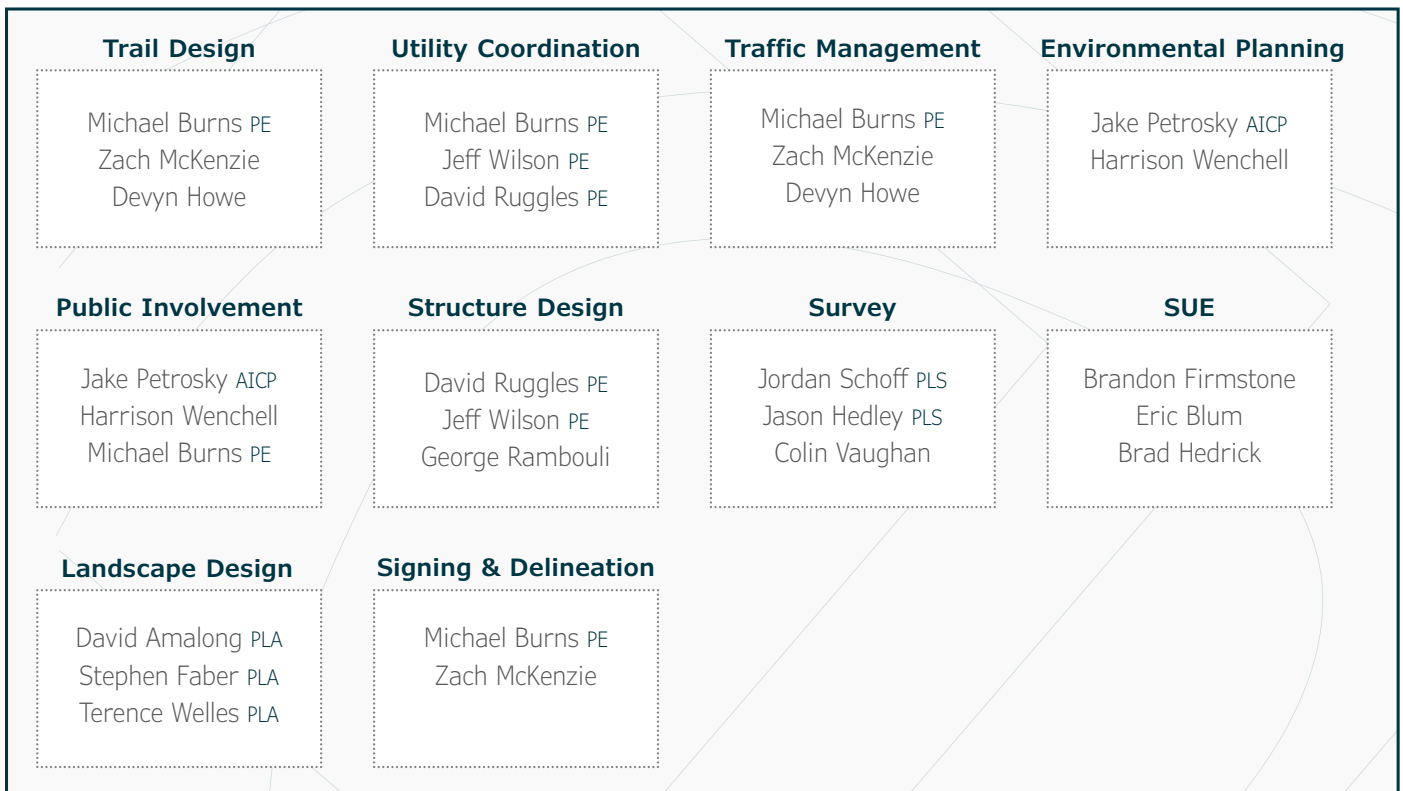 Trail Design
Michael Burns PE
Zach McKenzie
Devyn Howe
Utility Coordination
Michael Burns PE
Jeff Wilson PE
David Ruggles PE
Traffic Management
Michael Burns PE
Zach McKenzie
Devyn Howe
Environmental Planning
Jake Petrosky AICP
Harrison Wenchell
Public Involvement
Jake Petrosky AICP
Harrison Wenchell
Michael Burns PE
Structure Design
David Ruggles PE
Jeff Wilson PE
George Rambouli
Survey
Jordan Schoff PLS
Jason Hedley PLS
Colin Vaughan
SUE
Brandon Firmstone
Eric Blum
Brad Hedrick
Landscape Design
David Amalong PLA
Stephen Faber PLA
Terence Welles PLA
Signing & Delineation
Michael Burns PE
Zach McKenzie